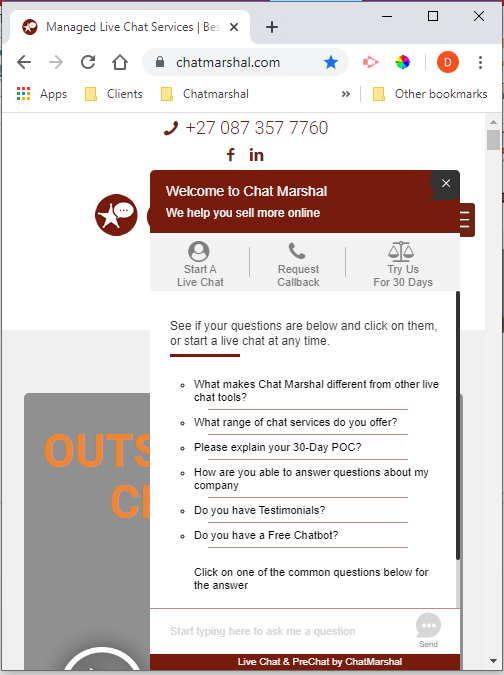 Managed Live Chat Services | Bes
chatmarshal.com
D
Apps
Clients
Chatmarshal
»
Other bookmarks
+27 087 357 7760
f in
Welcome to Chat Marshal
We help you sell more online
Start A
Live Chat
Request
Callback
Try Us
For 30 Days
See if your questions are below and click on them,
or start a live chat at any time.
What makes Chat Marshal different from other live
chat tools?
What range of chat services do you offer?
Please explain your 30-Day POC?
How are you able to answer questions about my
company
Do you have Testimonials?
Do you have a Free Chatbot?
Click on one of the common questions below for
the answer
OUTS
Start typing here to ask me a question
Send
Live Chat & PreChat by ChatMarshal